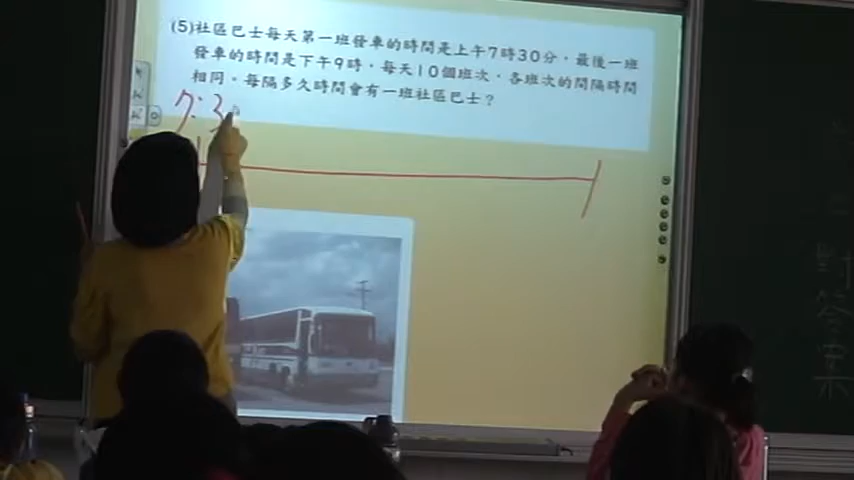 (5)社區巴士每天第一班發車的時間是上午7時30分,最後一班
發車的時間是下午9時,每天10個班次,各班次的間隔時間
相同。每隔多久時間會有一班社區巴士?
7:3
對
答
案